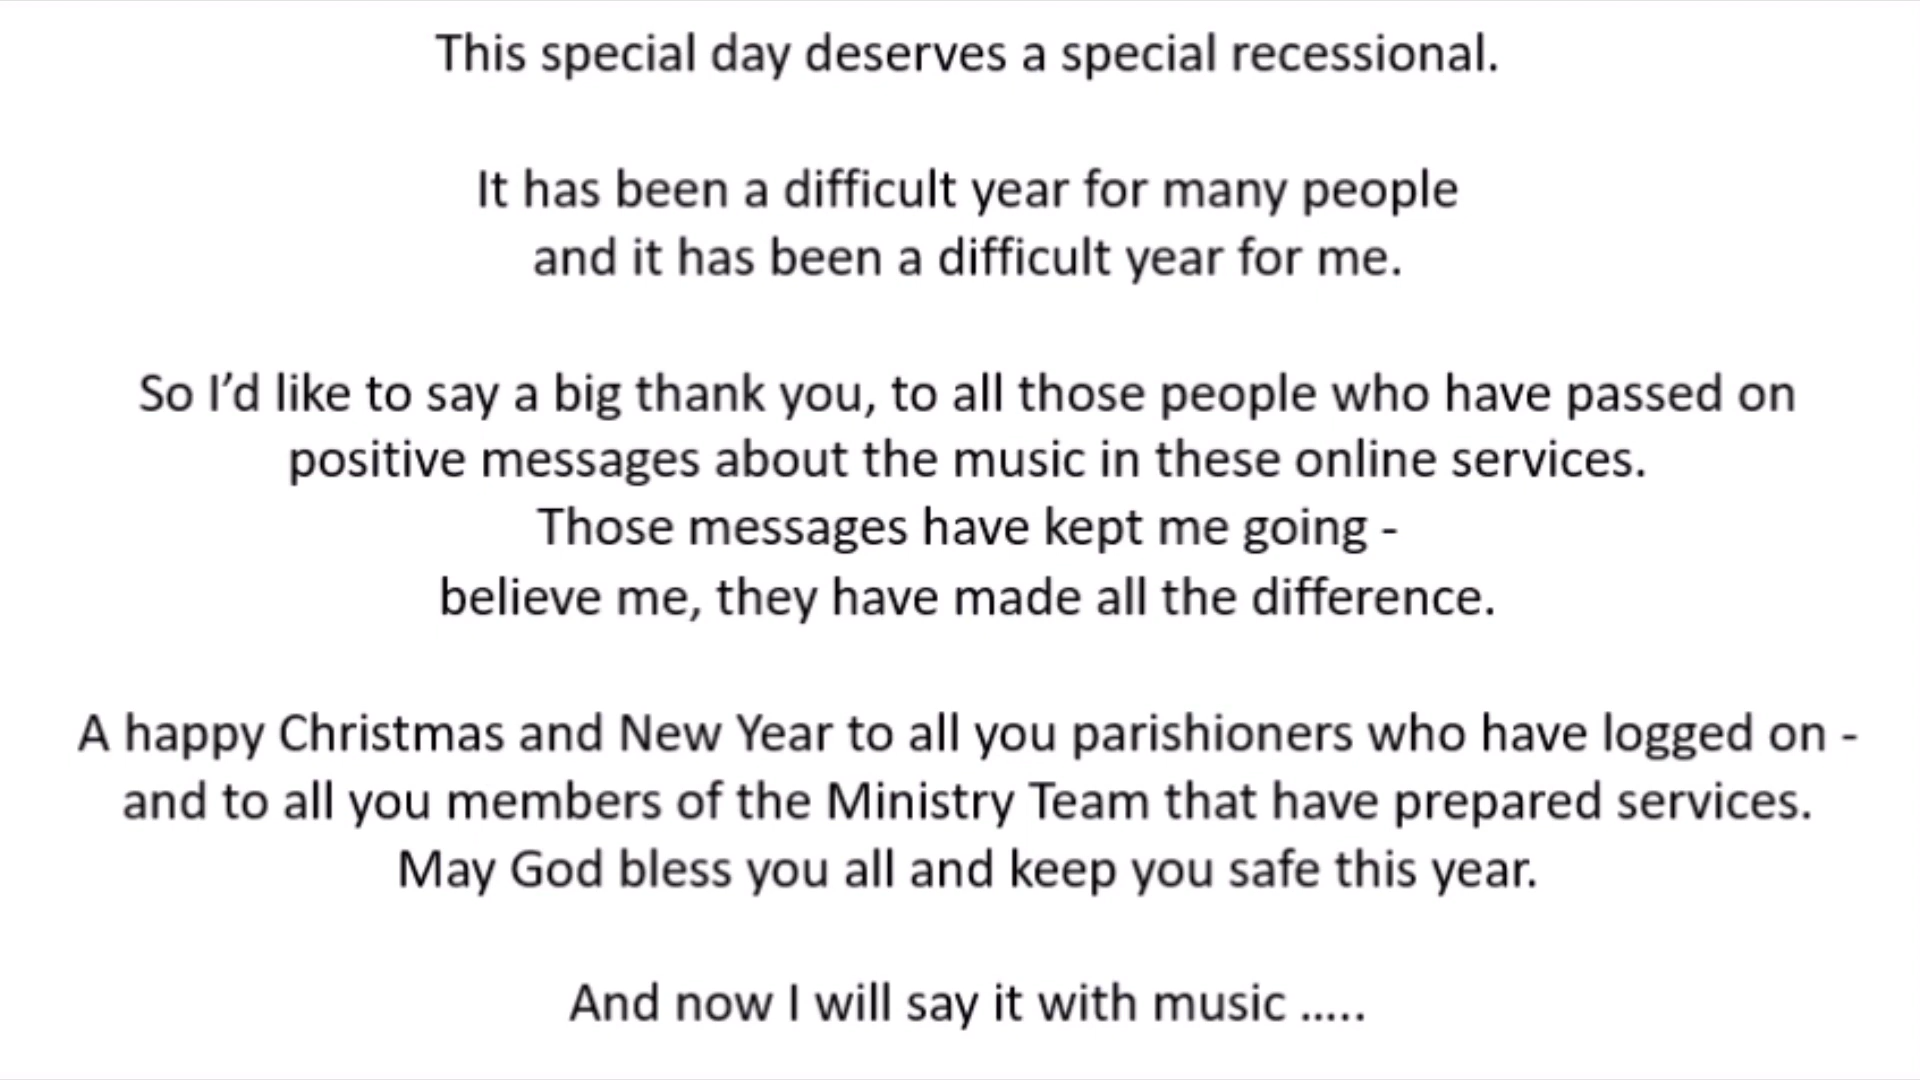 This special day deserves a special recessional.
It has been a difficult year for many people
and it has been a difficult year for me.
So I’d like to say a big thank you, to all those people who have passed on
positive messages about the music in these online services.
Those messages have kept me going -
believe me, they have made all the difference.
A happy Christmas and New Year to all you parishioners who have logged on -
and to all you members of the Ministry Team that have prepared services.
May God bless you all and keep you safe this year.
And now I will say it with music .....